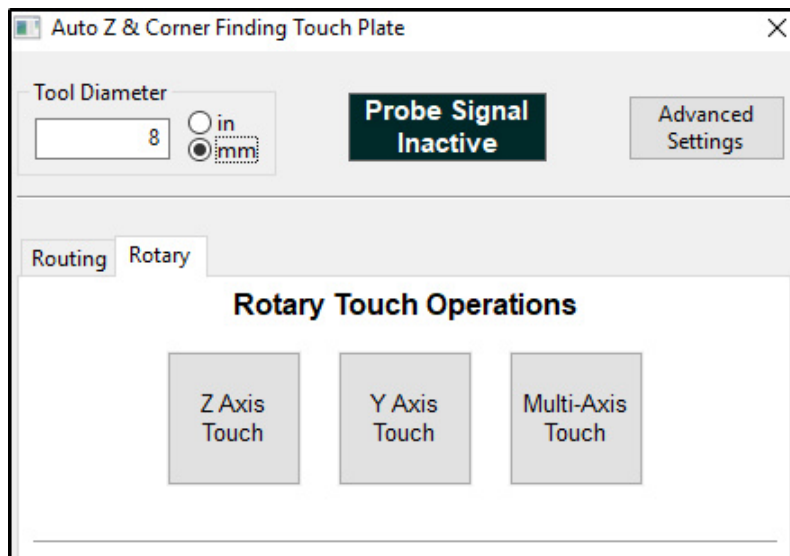 Auto Z & Corner Finding Touch Plate
Tool Diameter
8
in
mm
Probe Signal
Inactive
Advanced
Settings
Routing
Rotary
Rotary Touch Operations
Z Axis
Touch
Y Axis
Touch
Multi-Axis
Touch